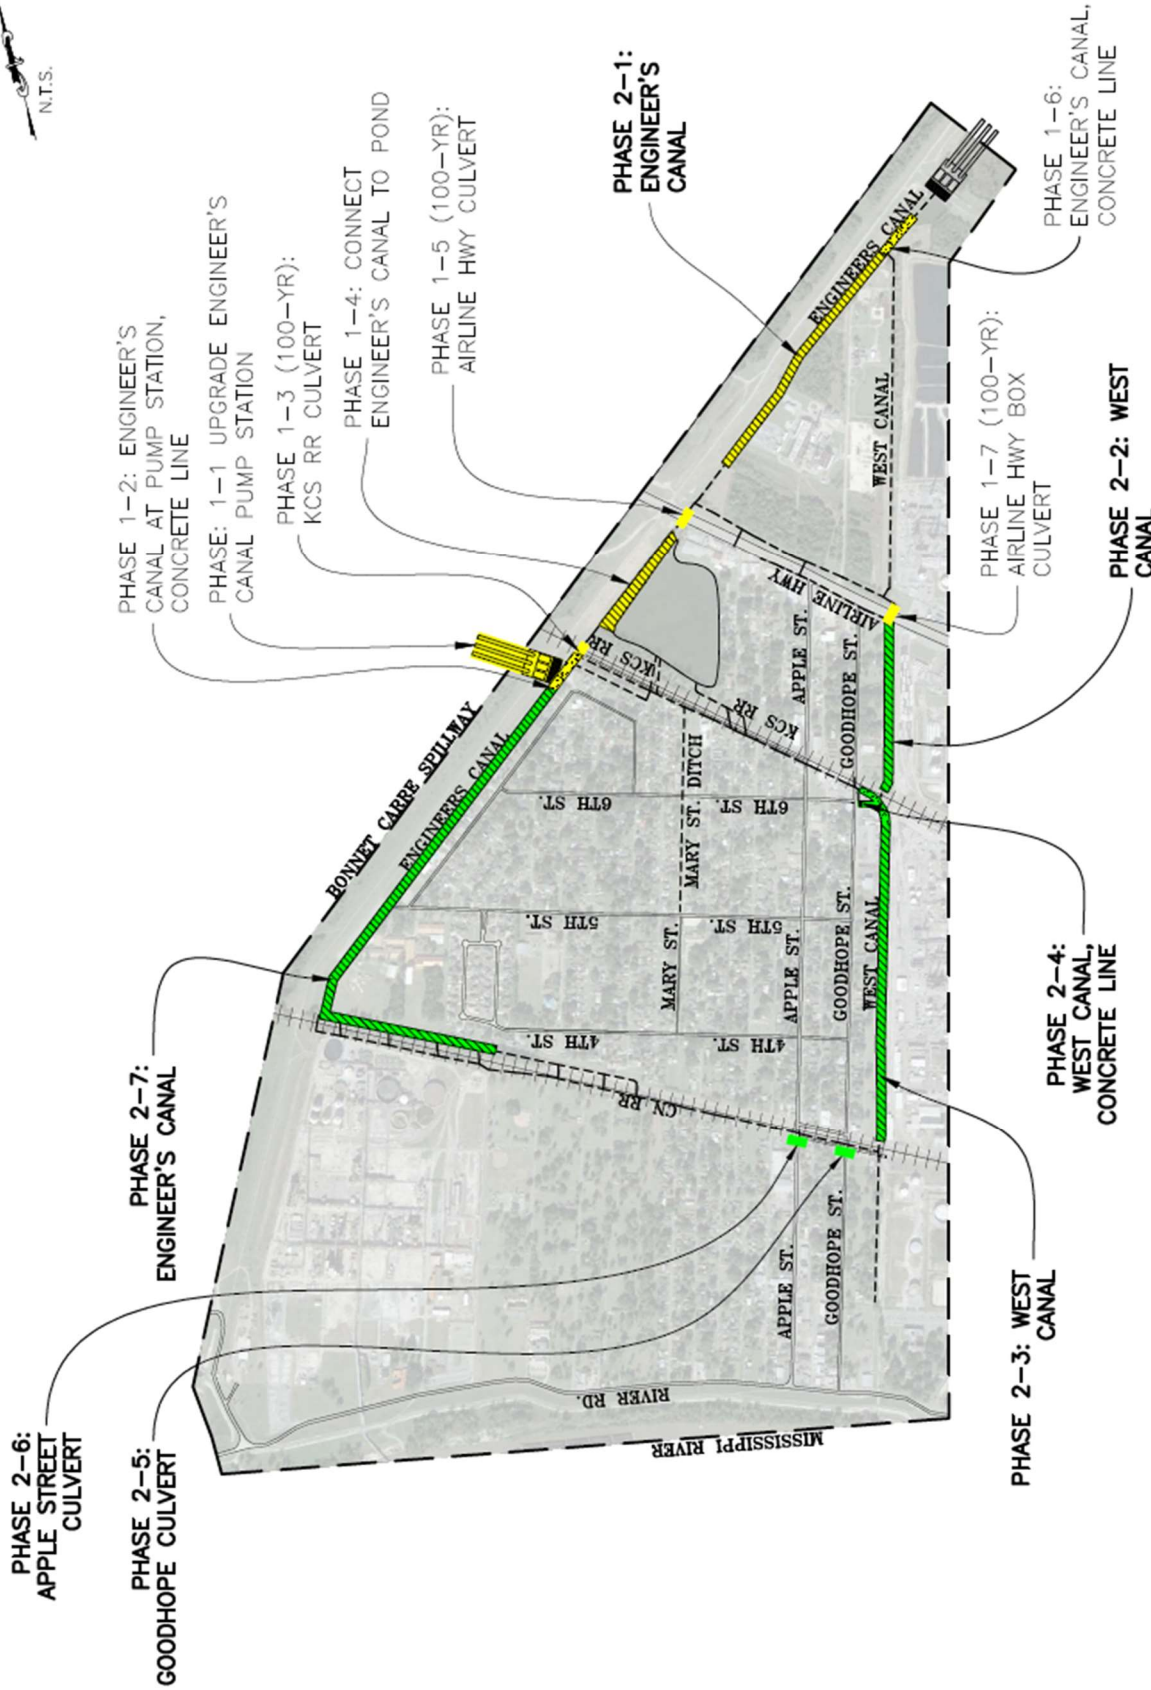 N.T.S.
PHASE 1-2: ENGINEER'S
CANAL AT PUMP STATION,
CONCRETE LINE
PHASE: 1-1 UPGRADE ENGINEER'S
CANAL PUMP STATION
PHASE 1-3 (100-YR):
KCS RR CULVERT
PHASE 1-4: CONNECT
ENGINEER'S CANAL TO POND
PHASE 1-5 (100-YR):
AIRLINE HWY CULVERT
PHASE 2-1:
ENGINEER'S
CANAL
PHASE 1-6:
ENGINEER'S CANAL,
CONCRETE LINE
PHASE 2-6:
APPLE STREET
CULVERT
PHASE 2-5:
GOODHOPE CULVERT
PHASE 2-7:
ENGINEER'S CANAL
BONNET CARRE SPILLWAY
ENGINEERS CANAL
ENGINEERS CANAL
KCS RR
KCS RR
AIRLINE HWY
WEST CANAL
6TH ST.
6TH ST.
MARY ST. DITCH
5TH ST.
5TH ST.
MARY ST.
4TH ST.
4TH ST.
APPLE ST.
APPLE ST.
APPLE ST.
GOODHOPE ST.
GOODHOPE ST.
GOODHOPE ST.
WEST CANAL
CN RR
RIVER RD.
MISSISSIPPI RIVER
PHASE 1-7 (100-YR):
AIRLINE HWY BOX
CULVERT
PHASE 2-2: WEST
CANAL
PHASE 2-4:
WEST CANAL,
CONCRETE LINE
PHASE 2-3: WEST
CANAL